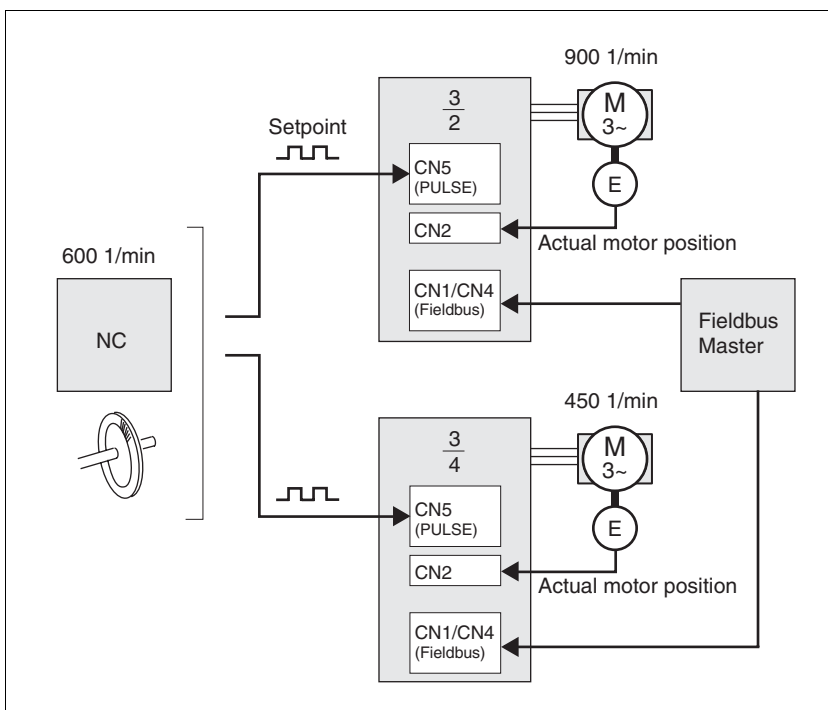 900 1/min
3
2
M
3~
Setpoint
CN5
(PULSE)
E
CN2
Actual motor position
600 1/min
NC
CN1/CN4
(Fieldbus)
Fieldbus
Master
450 1/min
3
4
M
3~
CN5
(PULSE)
E
CN2
Actual motor position
CN1/CN4
(Fieldbus)